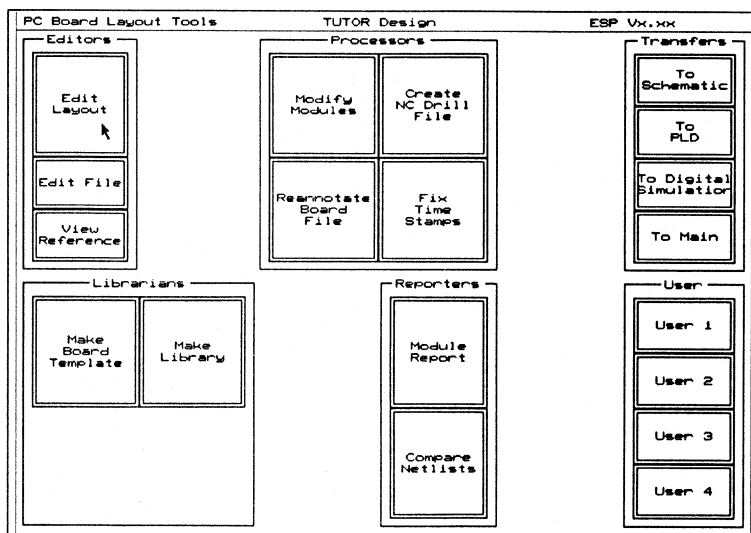 PC Board Layout Tools TUTOR Design ESP Vx.xx
Editors
Edit
Layout
Edit File
View
Reference
Processors
Modify
Modules
Create
NC Drill
File
Reannotate
Board
File
Fix
Time
Stamps
Transfers
To
Schematic
To
PLD
To Digital
Simulation
To Main
Librarians
Make
Board
Template
Make
Library
Reporters
Module
Report
Compare
Netlists
User
User 1
User 2
User 3
User 4